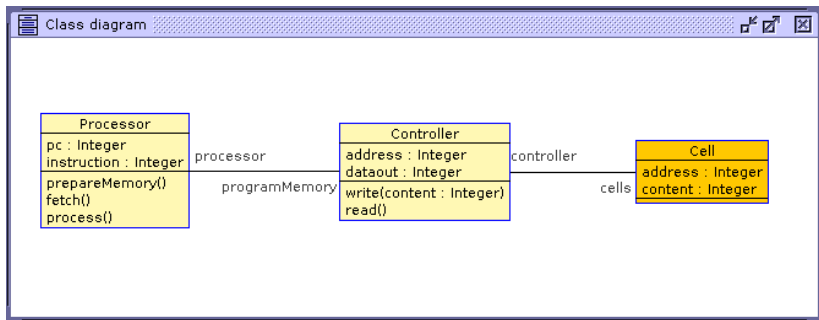 Class diagram
Processor
pc : Integer
instruction : Integer
prepareMemory()
fetch()
process()
processor
programMemory
Controller
address : Integer
dataout : Integer
write(content : Integer)
read()
controller
cells
Cell
address : Integer
content : Integer